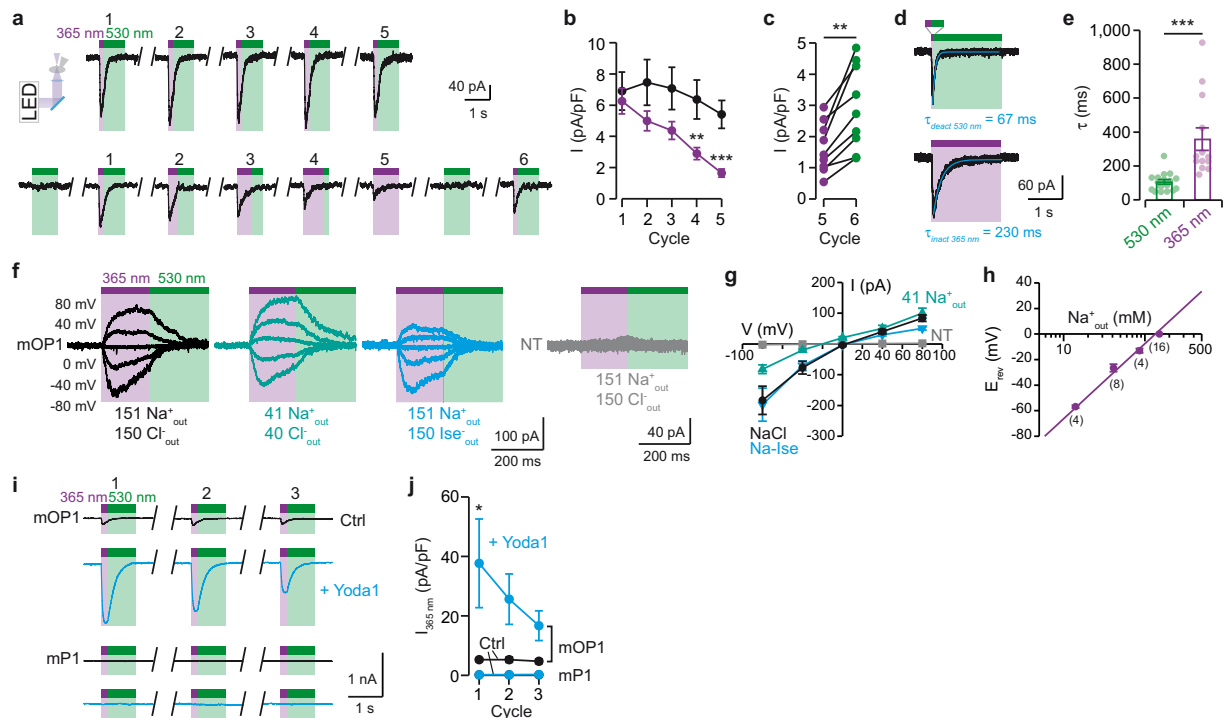 a
365 nm 530 nm
1
2
3
4
5
LED
40 pA
1 s
1
2
3
4
5
6
b
I (pA/pF)
10
8
6
4
2
0
**
***
1 2 3 4 5
Cycle
c
**
I (pA/pF)
5
4
3
2
1
0
5 6
Cycle
d
τdeact 530 nm = 67 ms
τinact 365 nm = 230 ms
60 pA
1 s
e
***
τ (ms)
1,000
800
600
400
200
0
530 nm
365 nm
f
365 nm 530 nm
80 mV
40 mV
mOP1
0 mV
-40 mV
-80 mV
151 Na+out
150 Cl-out
41 Na+out
40 Cl-out
151 Na+out
150 Ise-out
100 pA
200 ms
NT
151 Na+out
150 Cl-out
40 pA
200 ms
g
I (pA)
100
41 Na+out
V (mV)
NT
-100
40
80 100
-100
-200
-300
NaCl
Na-Ise
h
Na+out (mM)
Erev (mV)
0
-20
-40
-60
-80
10
500
(16)
(4)
(8)
(4)
i
365 nm 530 nm
1
2
3
mOP1
Ctrl
+ Yoda1
mP1
1 nA
1 s
j
I365 nm (pA/pF)
60
40
20
0
*
+ Yoda1
Ctrl
mOP1
mP1
1 2 3
Cycle